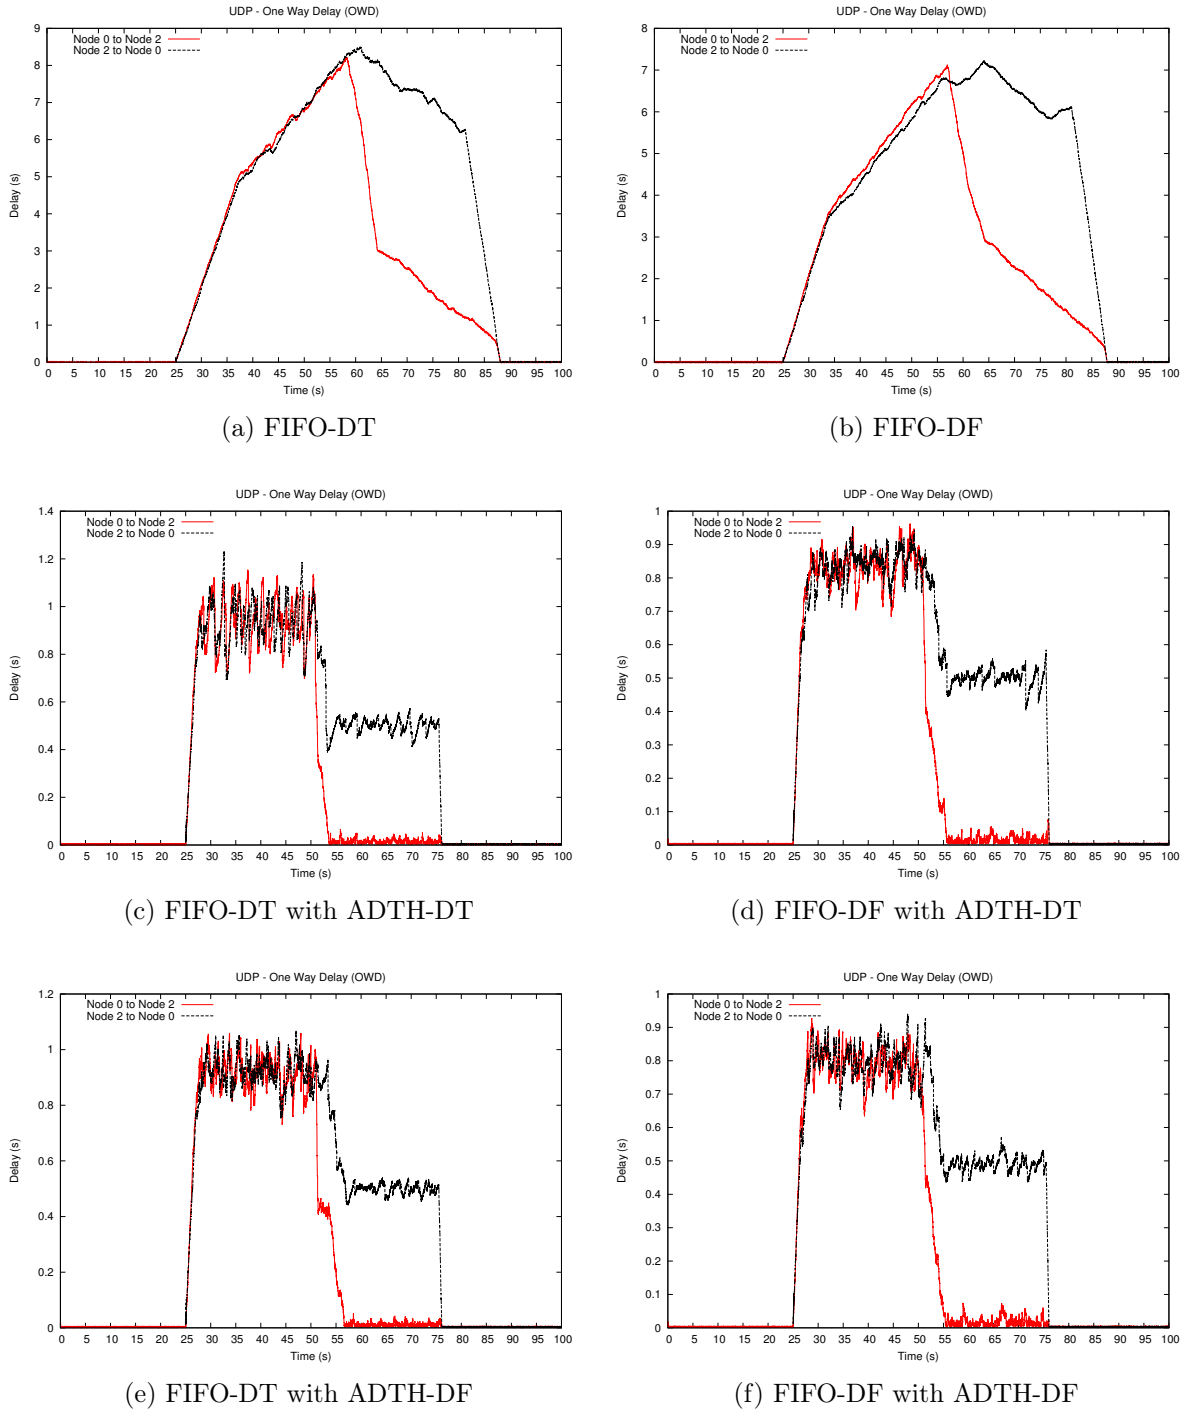 UDP - One Way Delay (OWD)
Node 0 to Node 2
Node 2 to Node 0
9
8
7
6
5
4
3
2
1
0
Delay (s)
0 5 10 15 20 25 30 35 40 45 50 55 60 65 70 75 80 85 90 95 100
Time (s)
(a) FIFO-DT
UDP - One Way Delay (OWD)
Node 0 to Node 2
Node 2 to Node 0
8
7
6
5
4
3
2
1
0
Delay (s)
0 5 10 15 20 25 30 35 40 45 50 55 60 65 70 75 80 85 90 95 100
Time (s)
(b) FIFO-DF
UDP - One Way Delay (OWD)
Node 0 to Node 2
Node 2 to Node 0
1.4
1.2
1
0.8
0.6
0.4
0.2
0
Delay (s)
0 5 10 15 20 25 30 35 40 45 50 55 60 65 70 75 80 85 90 95 100
Time (s)
(c) FIFO-DT with ADTH-DT
UDP - One Way Delay (OWD)
Node 0 to Node 2
Node 2 to Node 0
1
0.9
0.8
0.7
0.6
0.5
0.4
0.3
0.2
0.1
0
Delay (s)
0 5 10 15 20 25 30 35 40 45 50 55 60 65 70 75 80 85 90 95 100
Time (s)
(d) FIFO-DF with ADTH-DT
UDP - One Way Delay (OWD)
Node 0 to Node 2
Node 2 to Node 0
1.2
1
0.8
0.6
0.4
0.2
0
Delay (s)
0 5 10 15 20 25 30 35 40 45 50 55 60 65 70 75 80 85 90 95 100
Time (s)
(e) FIFO-DT with ADTH-DF
UDP - One Way Delay (OWD)
Node 0 to Node 2
Node 2 to Node 0
1
0.9
0.8
0.7
0.6
0.5
0.4
0.3
0.2
0.1
0
Delay (s)
0 5 10 15 20 25 30 35 40 45 50 55 60 65 70 75 80 85 90 95 100
Time (s)
(f) FIFO-DF with ADTH-DF